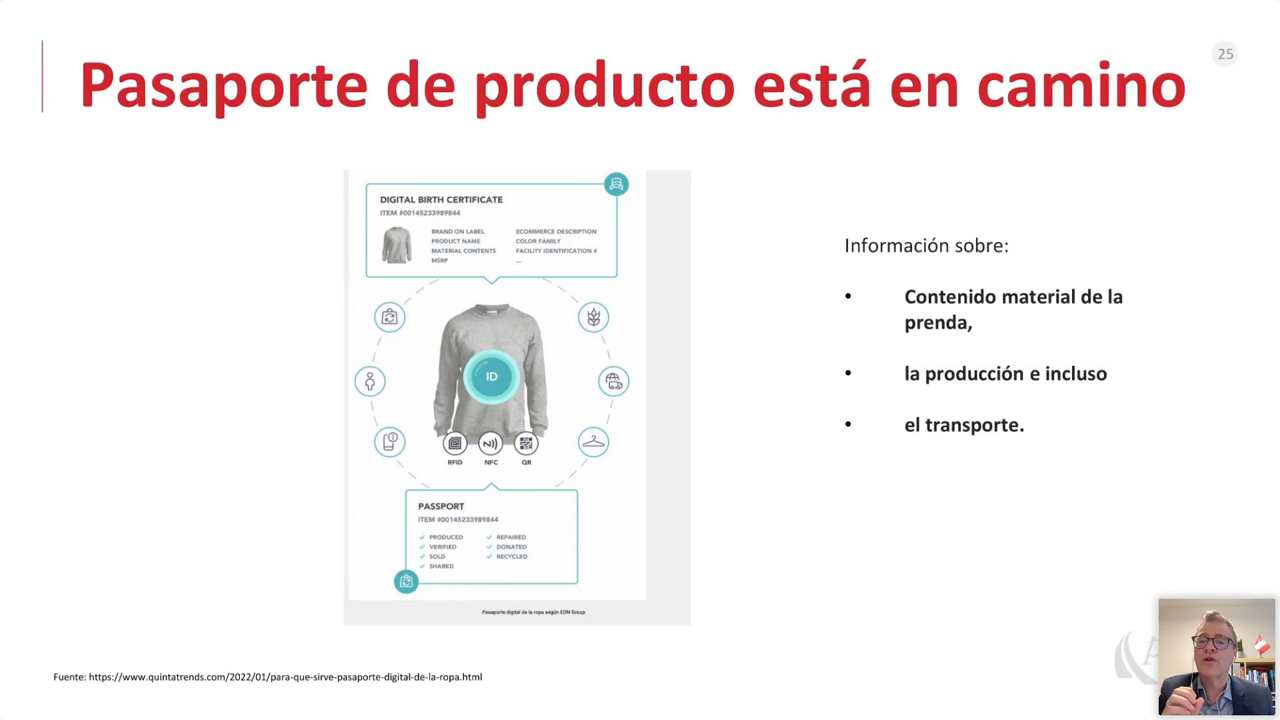 25
Pasaporte de producto está en camino
DIGITAL BIRTH CERTIFICATE
ITEM #00145233989844
BRAND ON LABEL
PRODUCT NAME
MATERIAL CONTENTS
MSRP
ECOMMERCE DESCRIPTION
COLOR FAMILY
FACILITY IDENTIFICATION #
...
ID
RFID
NFC
QR
PASSPORT
ITEM #00145233989844
PRODUCED
VERIFIED
SOLD
SHARED
REPAIRED
DONATED
RECYCLED
Pasaporte digital de la ropa según EON Group
Información sobre:
• Contenido material de la
prenda,
• la producción e incluso
• el transporte.
Fuente: https://www.quintatrends.com/2022/01/para-que-sirve-pasaporte-digital-de-la-ropa.html